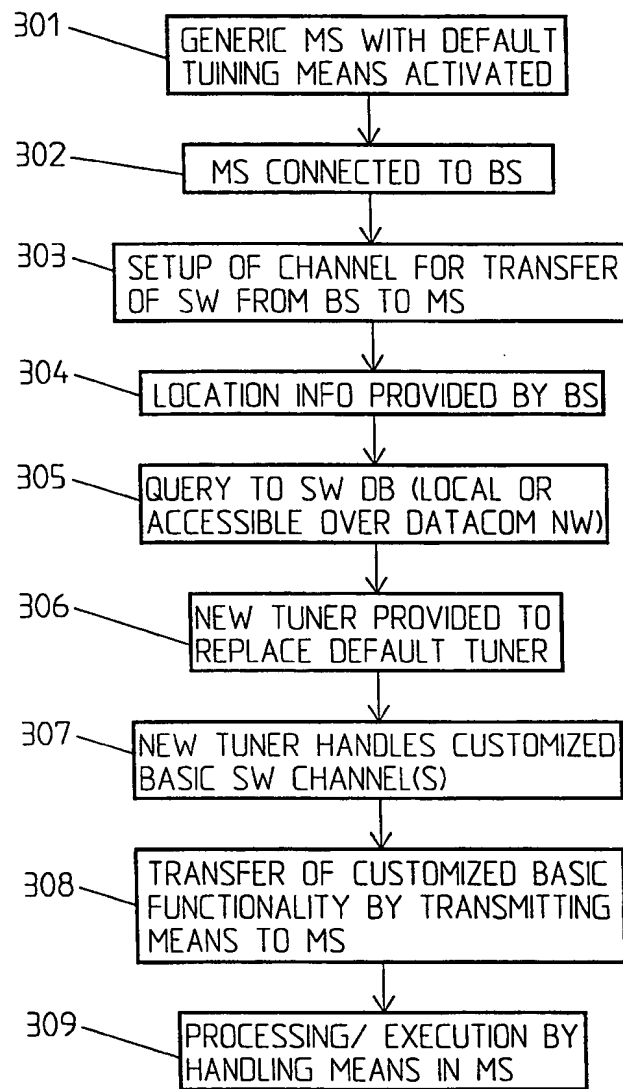 301
GENERIC MS WITH DEFAULT
TUINING MEANS ACTIVATED
302
MS CONNECTED TO BS
303
SETUP OF CHANNEL FOR TRANSFER
OF SW FROM BS TO MS
304
LOCATION INFO PROVIDED BY BS
305
QUERY TO SW DB (LOCAL OR
ACCESSIBLE OVER DATACOM NW)
306
NEW TUNER PROVIDED TO
REPLACE DEFAULT TUNER
307
NEW TUNER HANDLES CUSTOMIZED
BASIC SW CHANNEL(S)
308
TRANSFER OF CUSTOMIZED BASIC
FUNCTIONALITY BY TRANSMITTING
MEANS TO MS
309
PROCESSING/ EXECUTION BY
HANDLING MEANS IN MS